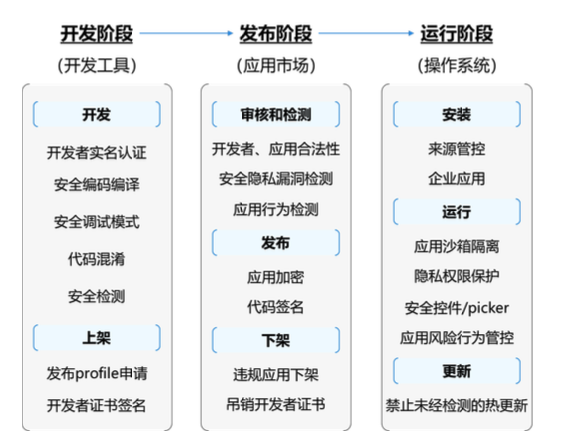 开发阶段
(开发工具)
开发
开发者实名认证
安全编码编译
安全调试模式
代码混淆
安全检测
上架
发布profile申请
开发者证书签名
发布阶段
(应用市场)
审核和检测
开发者、应用合法性
安全隐私漏洞检测
应用行为检测
发布
应用加密
代码签名
下架
违规应用下架
吊销开发者证书
运行阶段
(操作系统)
安装
来源管控
企业应用
运行
应用沙箱隔离
隐私权限保护
安全控件/picker
应用风险行为管控
更新
禁止未经检测的热更新